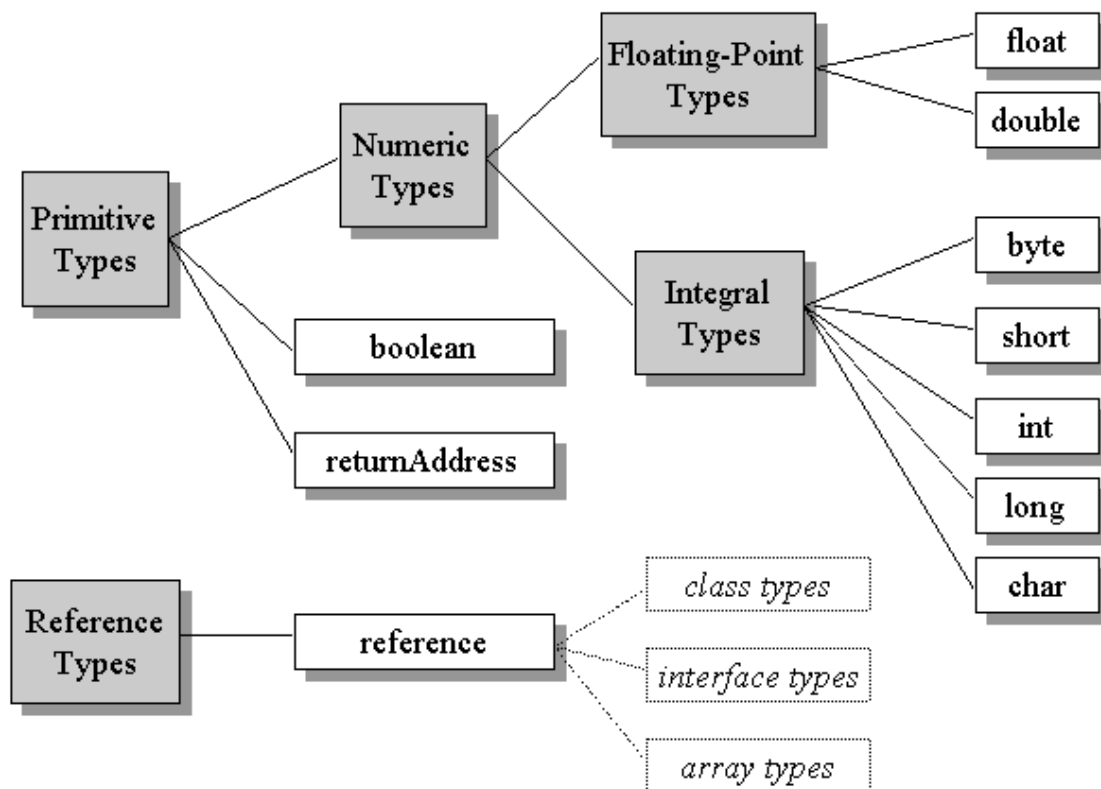 float
Floating-Point
Types
double
Numeric
Types
Primitive
Types
byte
Integral
Types
short
boolean
int
returnAddress
long
char
class types
Reference
Types
reference
interface types
array types